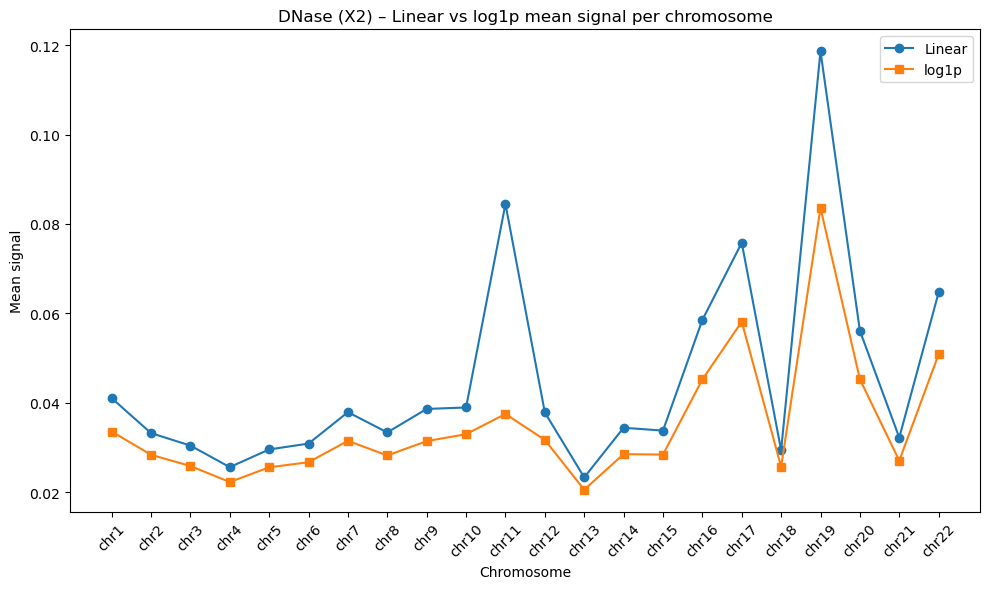 DNase (X2) – Linear vs log1p mean signal per chromosome
Linear
log1p
Mean signal
0.12
0.10
0.08
0.06
0.04
0.02
chr1 chr2 chr3 chr4 chr5 chr6 chr7 chr8 chr9 chr10 chr11 chr12 chr13 chr14 chr15 chr16 chr17 chr18 chr19 chr20 chr21 chr22
Chromosome